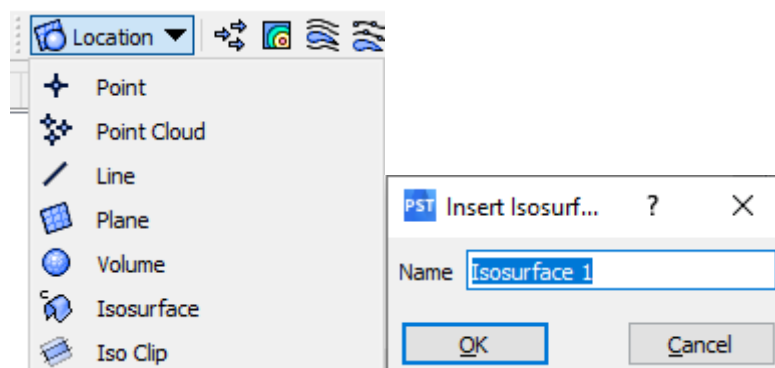 Location
Point
Point Cloud
Line
Plane
Volume
Isosurface
Iso Clip
PST Insert Isosurf... ? X
Name Isosurface 1
OK Cancel